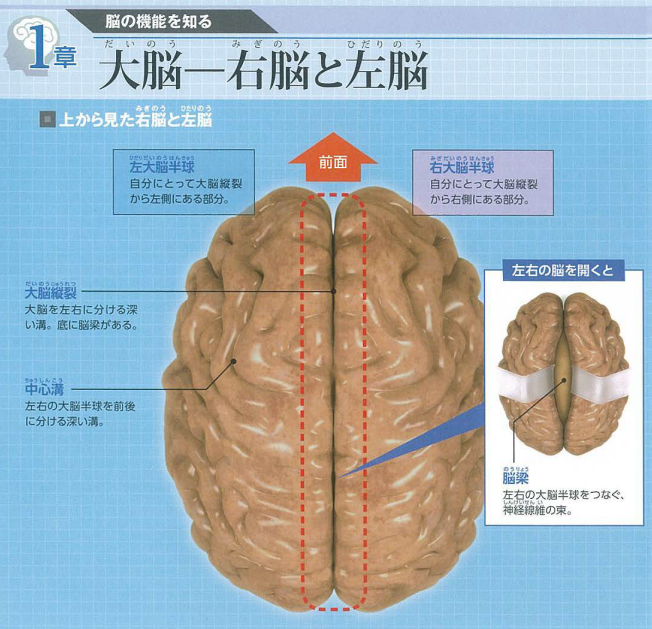 脳の機能を知る
1章
だいのう みぎのう ひだりのう
大脳―右脳と左脳
みぎのう ひだりのう
■上から見た右脳と左脳
前面
ひだりだいのうはんきゅう
左大脳半球
自分にとって大脳縦裂
から左側にある部分。
みぎだいのうはんきゅう
右大脳半球
自分にとって大脳縦裂
から右側にある部分。
だいのうじゅうれつ
大脳縦裂
大脳を左右に分ける深
い溝。底に脳梁がある。
ちゅうしんこう
中心溝
左右の大脳半球を前後
に分ける深い溝。
左右の脳を開くと
のうりょう
脳梁
左右の大脳半球をつなぐ、
しんけいせんい
神経線維の束。